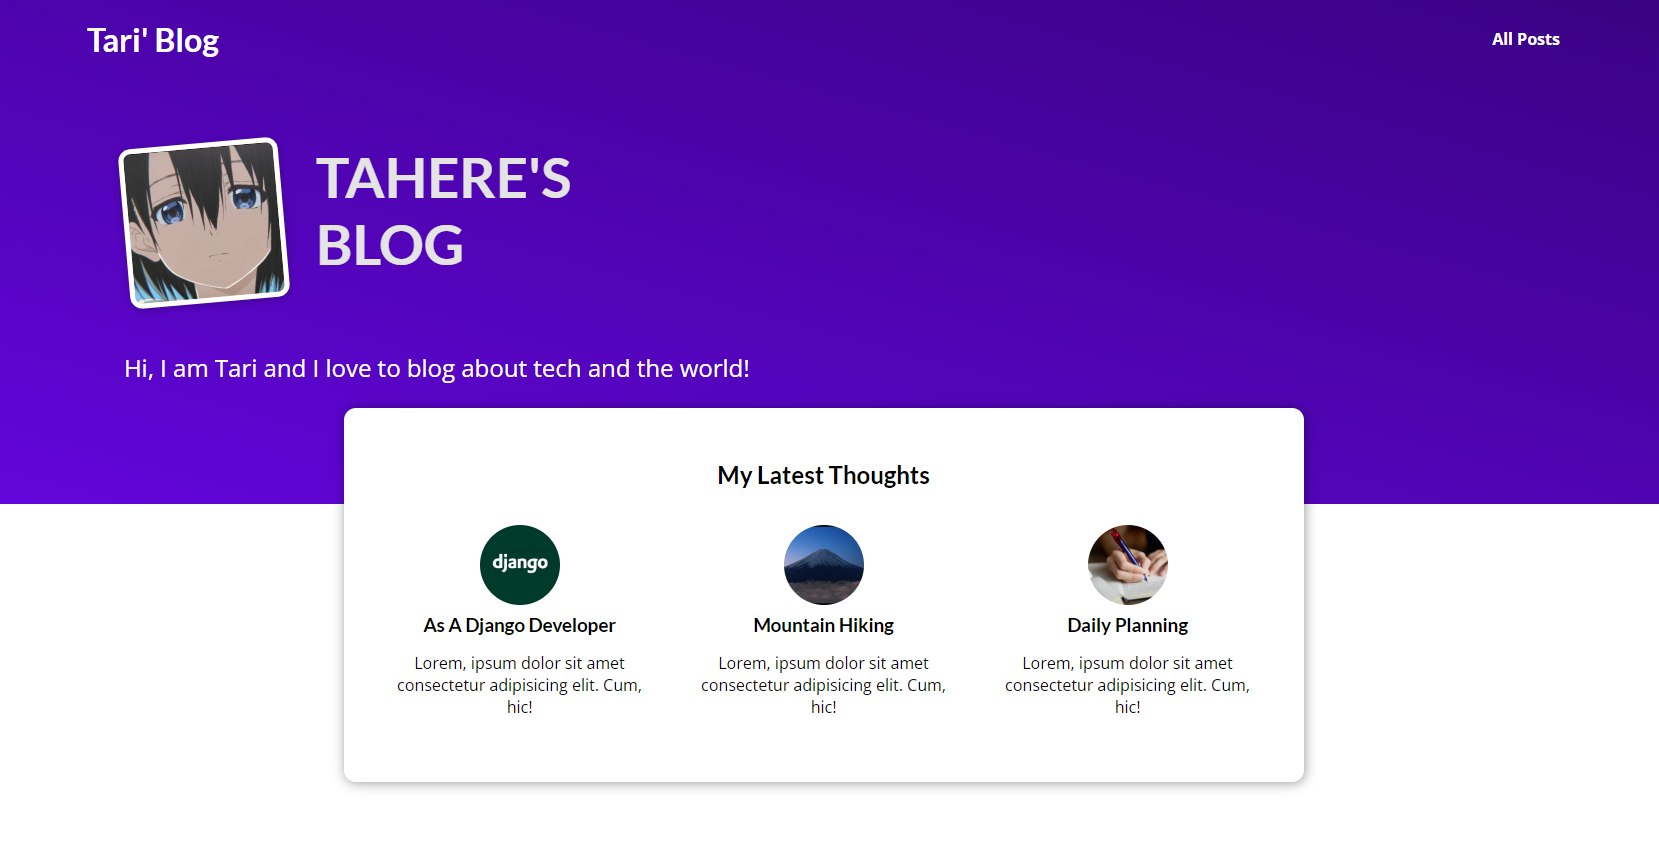 Tari' Blog
All Posts
TAHERE'S
BLOG
Hi, I am Tari and I love to blog about tech and the world!
My Latest Thoughts
django
As A Django Developer
Lorem, ipsum dolor sit amet
consectetur adipisicing elit. Cum,
hic!
Mountain Hiking
Lorem, ipsum dolor sit amet
consectetur adipisicing elit. Cum,
hic!
Daily Planning
Lorem, ipsum dolor sit amet
consectetur adipisicing elit. Cum,
hic!